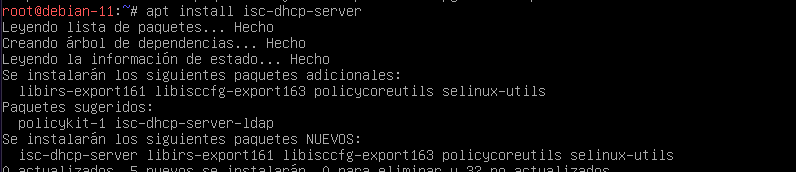 root@debian-11:~# apt install isc-dhcp-server
Leyendo lista de paquetes... Hecho
Creando árbol de dependencias... Hecho
Leyendo la información de estado... Hecho
Se instalarán los siguientes paquetes adicionales:
libirs-export161 libisccfg-export163 policycoreutils selinux-utils
Paquetes sugeridos:
policykit-1 isc-dhcp-server-ldap
Se instalarán los siguientes paquetes NUEVOS:
isc-dhcp-server libirs-export161 libisccfg-export163 policycoreutils selinux-utils
0 actualizados, 5 nuevos se instalarán, 0 para eliminar y 32 no actualizados.